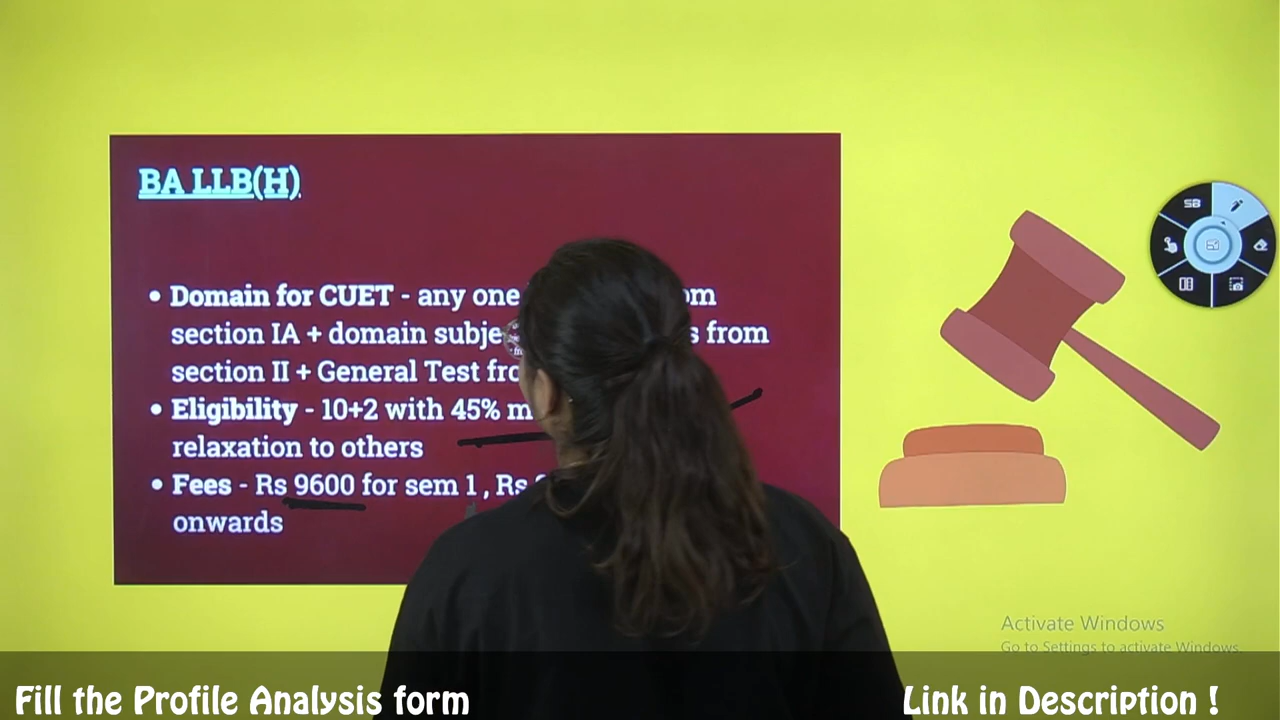 BA LLB(H)
• Domain for CUET - any one
section IA + domain from
section II + General Test
• Eligibility - 10+2 with 45%
relaxation to others
• Fees - Rs 9600 for sem 1 , Rs
onwards
SB
Activate Windows
Go to Settings to activate Windows.
Fill the Profile Analysis form
Link in Description !